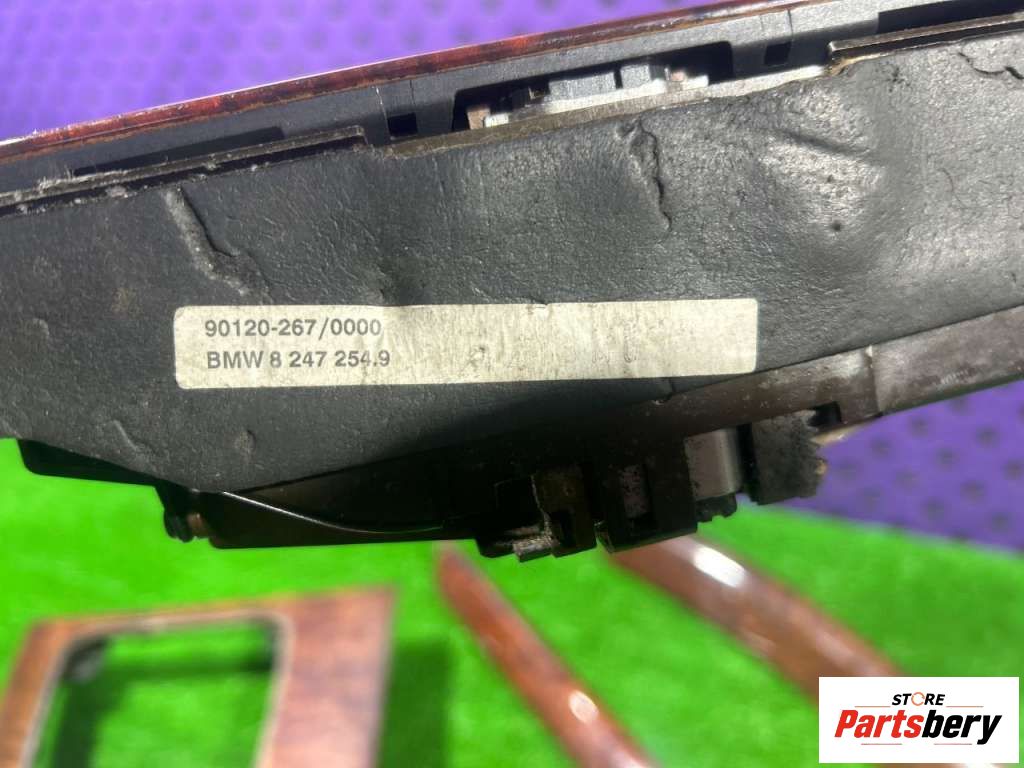 90120-267/0000
BMW 8 247 254.9
STORE
Partsbery